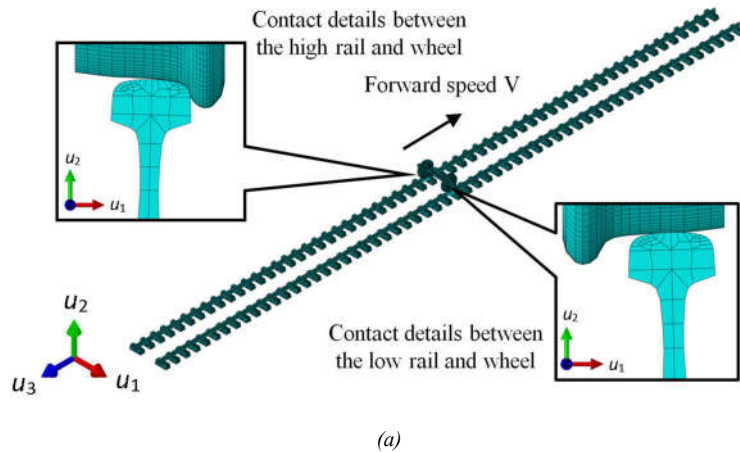 Contact details between
the high rail and wheel
Forward speed V
u2
u1
u2
u3
u1
Contact details between
the low rail and wheel
u2
u1
(a)